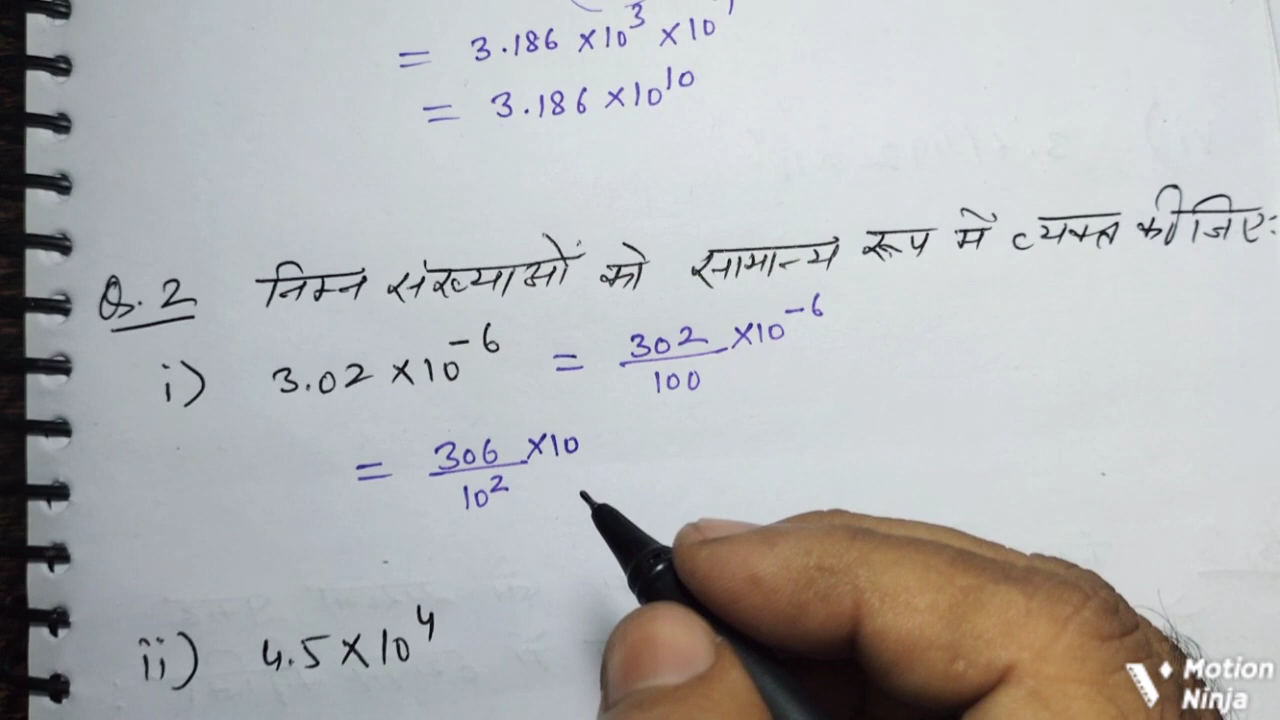 = 3.186 × 10³ × 10
= 3.186 × 10¹⁰
Q.2 निम्न संख्याओं को सामान्य रूप में व्यक्त कीजिए:
i) 3.02 × 10⁻⁶ = 302/100 × 10⁻⁶
= 306/10² × 10
ii) 4.5 × 10⁴
Motion
Ninja